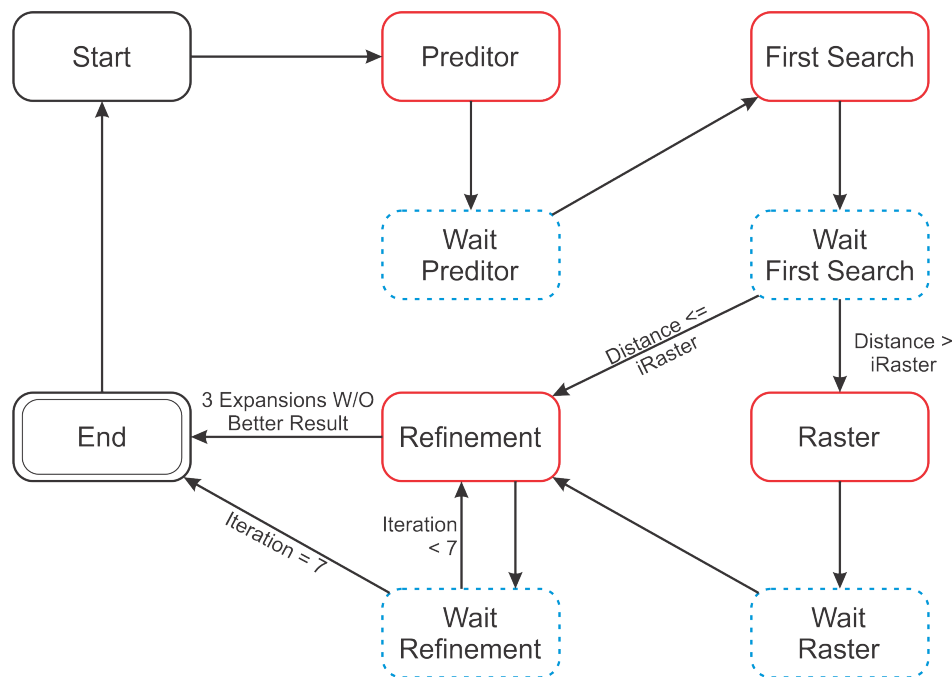 Start
Preditor
First Search
Wait
Preditor
Wait
First Search
Distance <=
iRaster
Distance >
iRaster
3 Expansions W/O
Better Result
End
Refinement
Raster
Iteration = 7
Iteration
< 7
Wait
Refinement
Wait
Raster